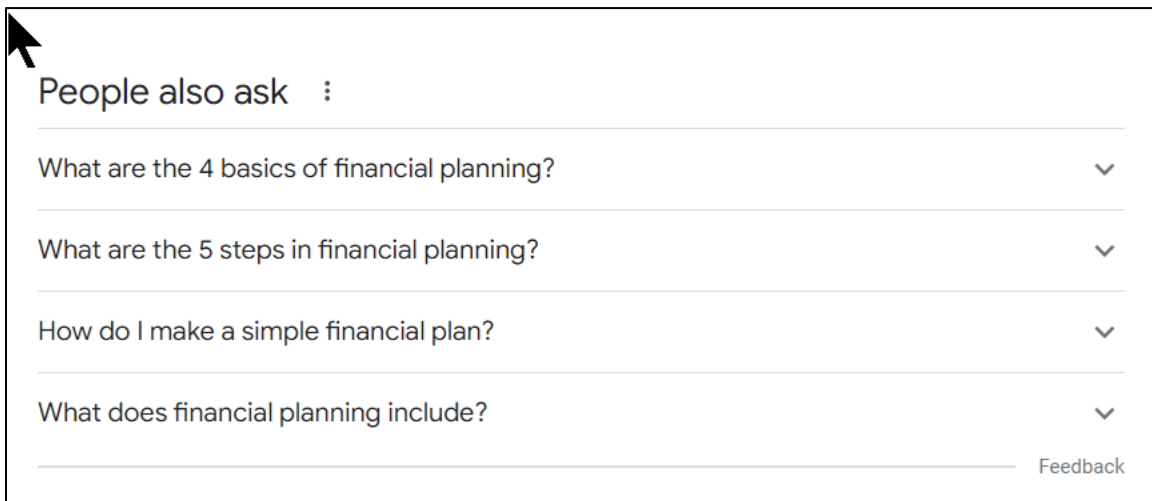 People also ask
What are the 4 basics of financial planning?
What are the 5 steps in financial planning?
How do I make a simple financial plan?
What does financial planning include?
Feedback